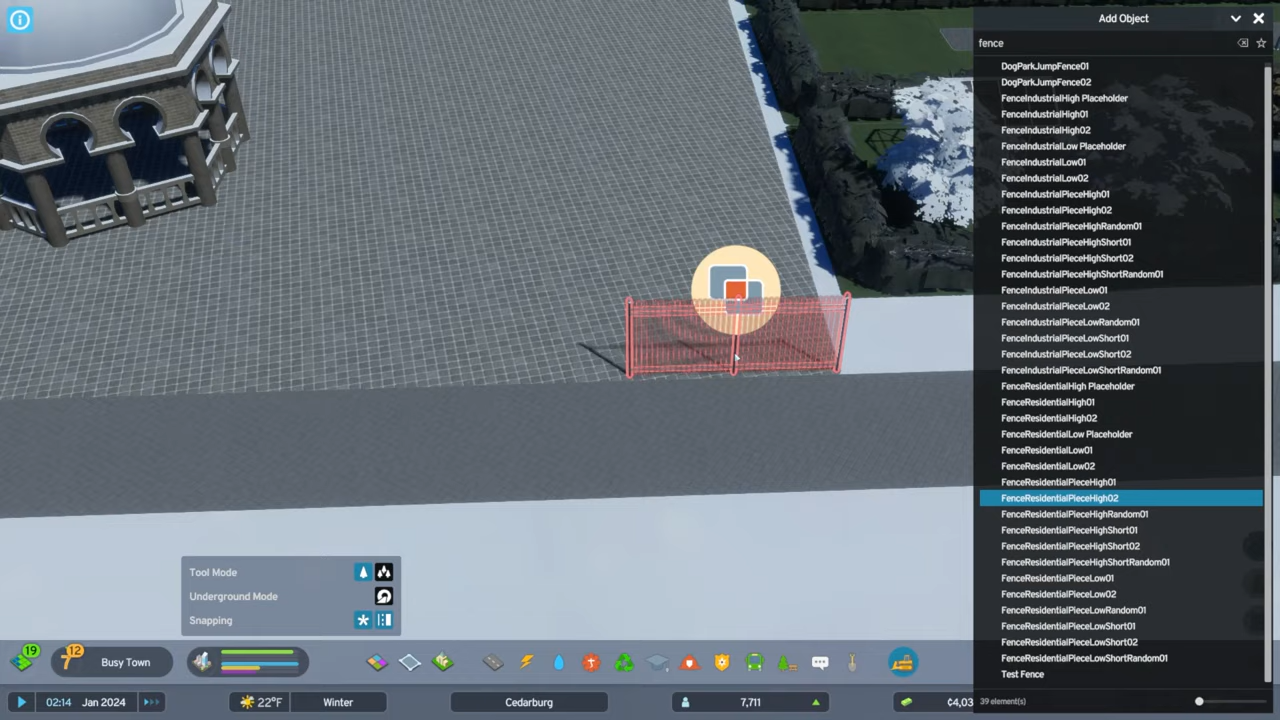 Add Object
fence
DogParkJumpFence01
DogParkJumpFence02
FenceIndustrialHigh Placeholder
FenceIndustrialHigh01
FenceIndustrialHigh02
FenceIndustrialLow Placeholder
FenceIndustrialLow01
FenceIndustrialLow02
FenceIndustrialPieceHigh01
FenceIndustrialPieceHigh02
FenceIndustrialPieceHighRandom01
FenceIndustrialPieceHighShort01
FenceIndustrialPieceHighShort02
FenceIndustrialPieceHighShortRandom01
FenceIndustrialPieceLow01
FenceIndustrialPieceLow02
FenceIndustrialPieceLowRandom01
FenceIndustrialPieceLowShort01
FenceIndustrialPieceLowShort02
FenceIndustrialPieceLowShortRandom01
FenceResidentialHigh Placeholder
FenceResidentialHigh01
FenceResidentialHigh02
FenceResidentialLow Placeholder
FenceResidentialLow01
FenceResidentialLow02
FenceResidentialPieceHigh01
FenceResidentialPieceHigh02
FenceResidentialPieceHighRandom01
FenceResidentialPieceHighShort01
FenceResidentialPieceHighShort02
FenceResidentialPieceHighShortRandom01
FenceResidentialPieceLow01
FenceResidentialPieceLow02
FenceResidentialPieceLowRandom01
FenceResidentialPieceLowShort01
FenceResidentialPieceLowShort02
FenceResidentialPieceLowShortRandom01
Test Fence
39 element(s)
Tool Mode
Underground Mode
Snapping
19
12
Busy Town
02:14 Jan 2024
22°F
Winter
Cedarburg
7,711
¢4,03